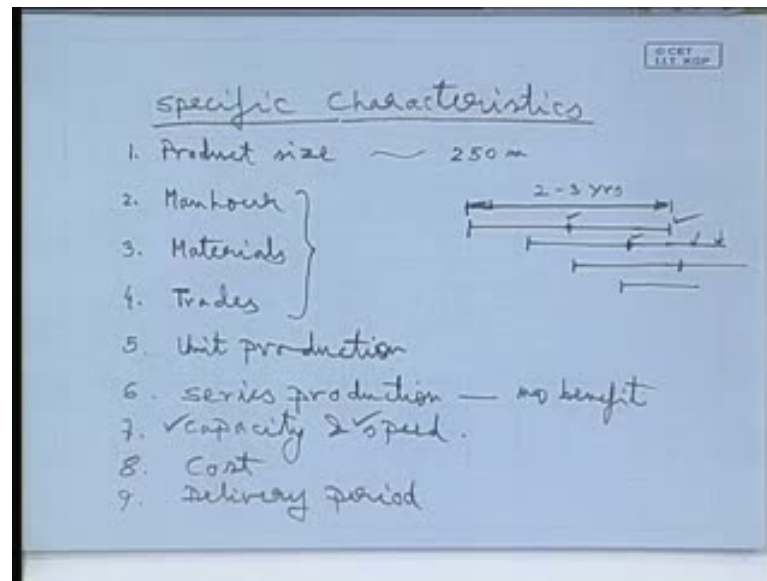 © CET
I.I.T. KGP
Specific Characteristics
1. Product size ~ 250 m
2. Manhour
3. Materials
4. Trades
2-3 yrs
5. Unit production
6. series production — no benefit
7. ✓capacity & ✓speed.
8. Cost
9. Delivery period